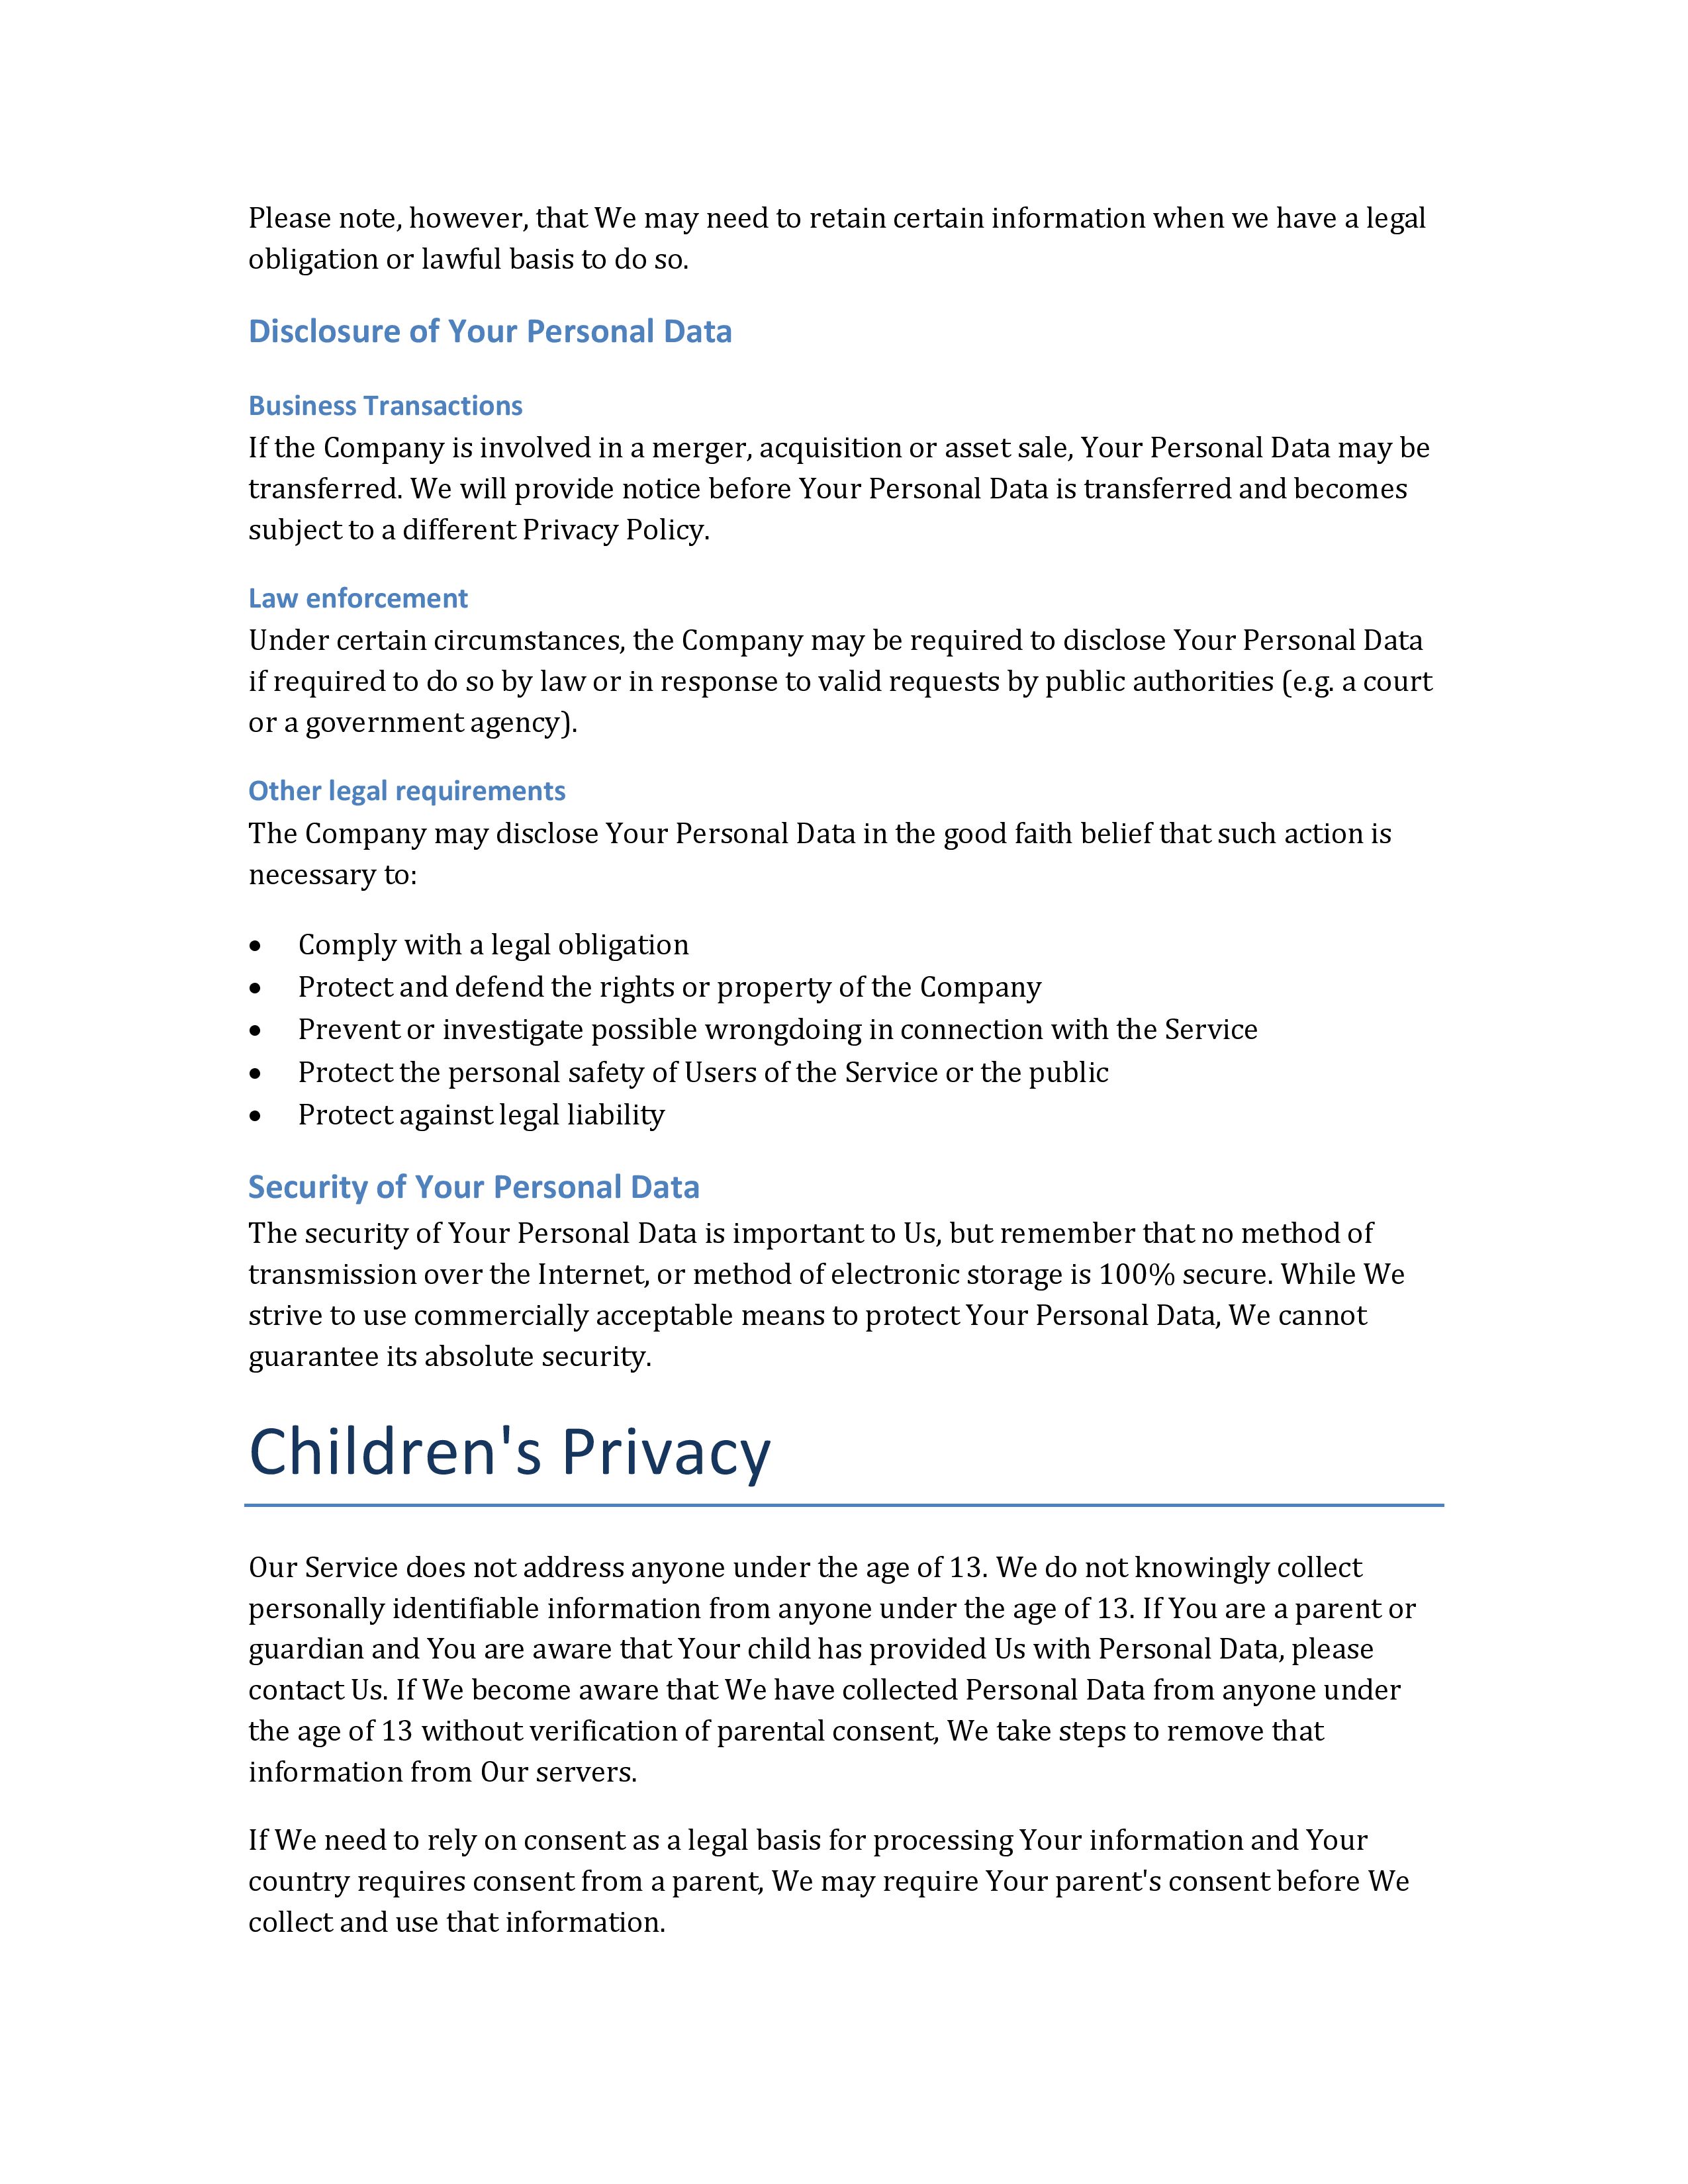 Please note, however, that We may need to retain certain information when we have a legal
obligation or lawful basis to do so.
Disclosure of Your Personal Data
Business Transactions
If the Company is involved in a merger, acquisition or asset sale, Your Personal Data may be
transferred. We will provide notice before Your Personal Data is transferred and becomes
subject to a different Privacy Policy.
Law enforcement
Under certain circumstances, the Company may be required to disclose Your Personal Data
if required to do so by law or in response to valid requests by public authorities (e.g. a court
or a government agency).
Other legal requirements
The Company may disclose Your Personal Data in the good faith belief that such action is
necessary to:
• Comply with a legal obligation
• Protect and defend the rights or property of the Company
• Prevent or investigate possible wrongdoing in connection with the Service
• Protect the personal safety of Users of the Service or the public
• Protect against legal liability
Security of Your Personal Data
The security of Your Personal Data is important to Us, but remember that no method of
transmission over the Internet, or method of electronic storage is 100% secure. While We
strive to use commercially acceptable means to protect Your Personal Data, We cannot
guarantee its absolute security.
Children's Privacy
Our Service does not address anyone under the age of 13. We do not knowingly collect
personally identifiable information from anyone under the age of 13. If You are a parent or
guardian and You are aware that Your child has provided Us with Personal Data, please
contact Us. If We become aware that We have collected Personal Data from anyone under
the age of 13 without verification of parental consent, We take steps to remove that
information from Our servers.
If We need to rely on consent as a legal basis for processing Your information and Your
country requires consent from a parent, We may require Your parent's consent before We
collect and use that information.